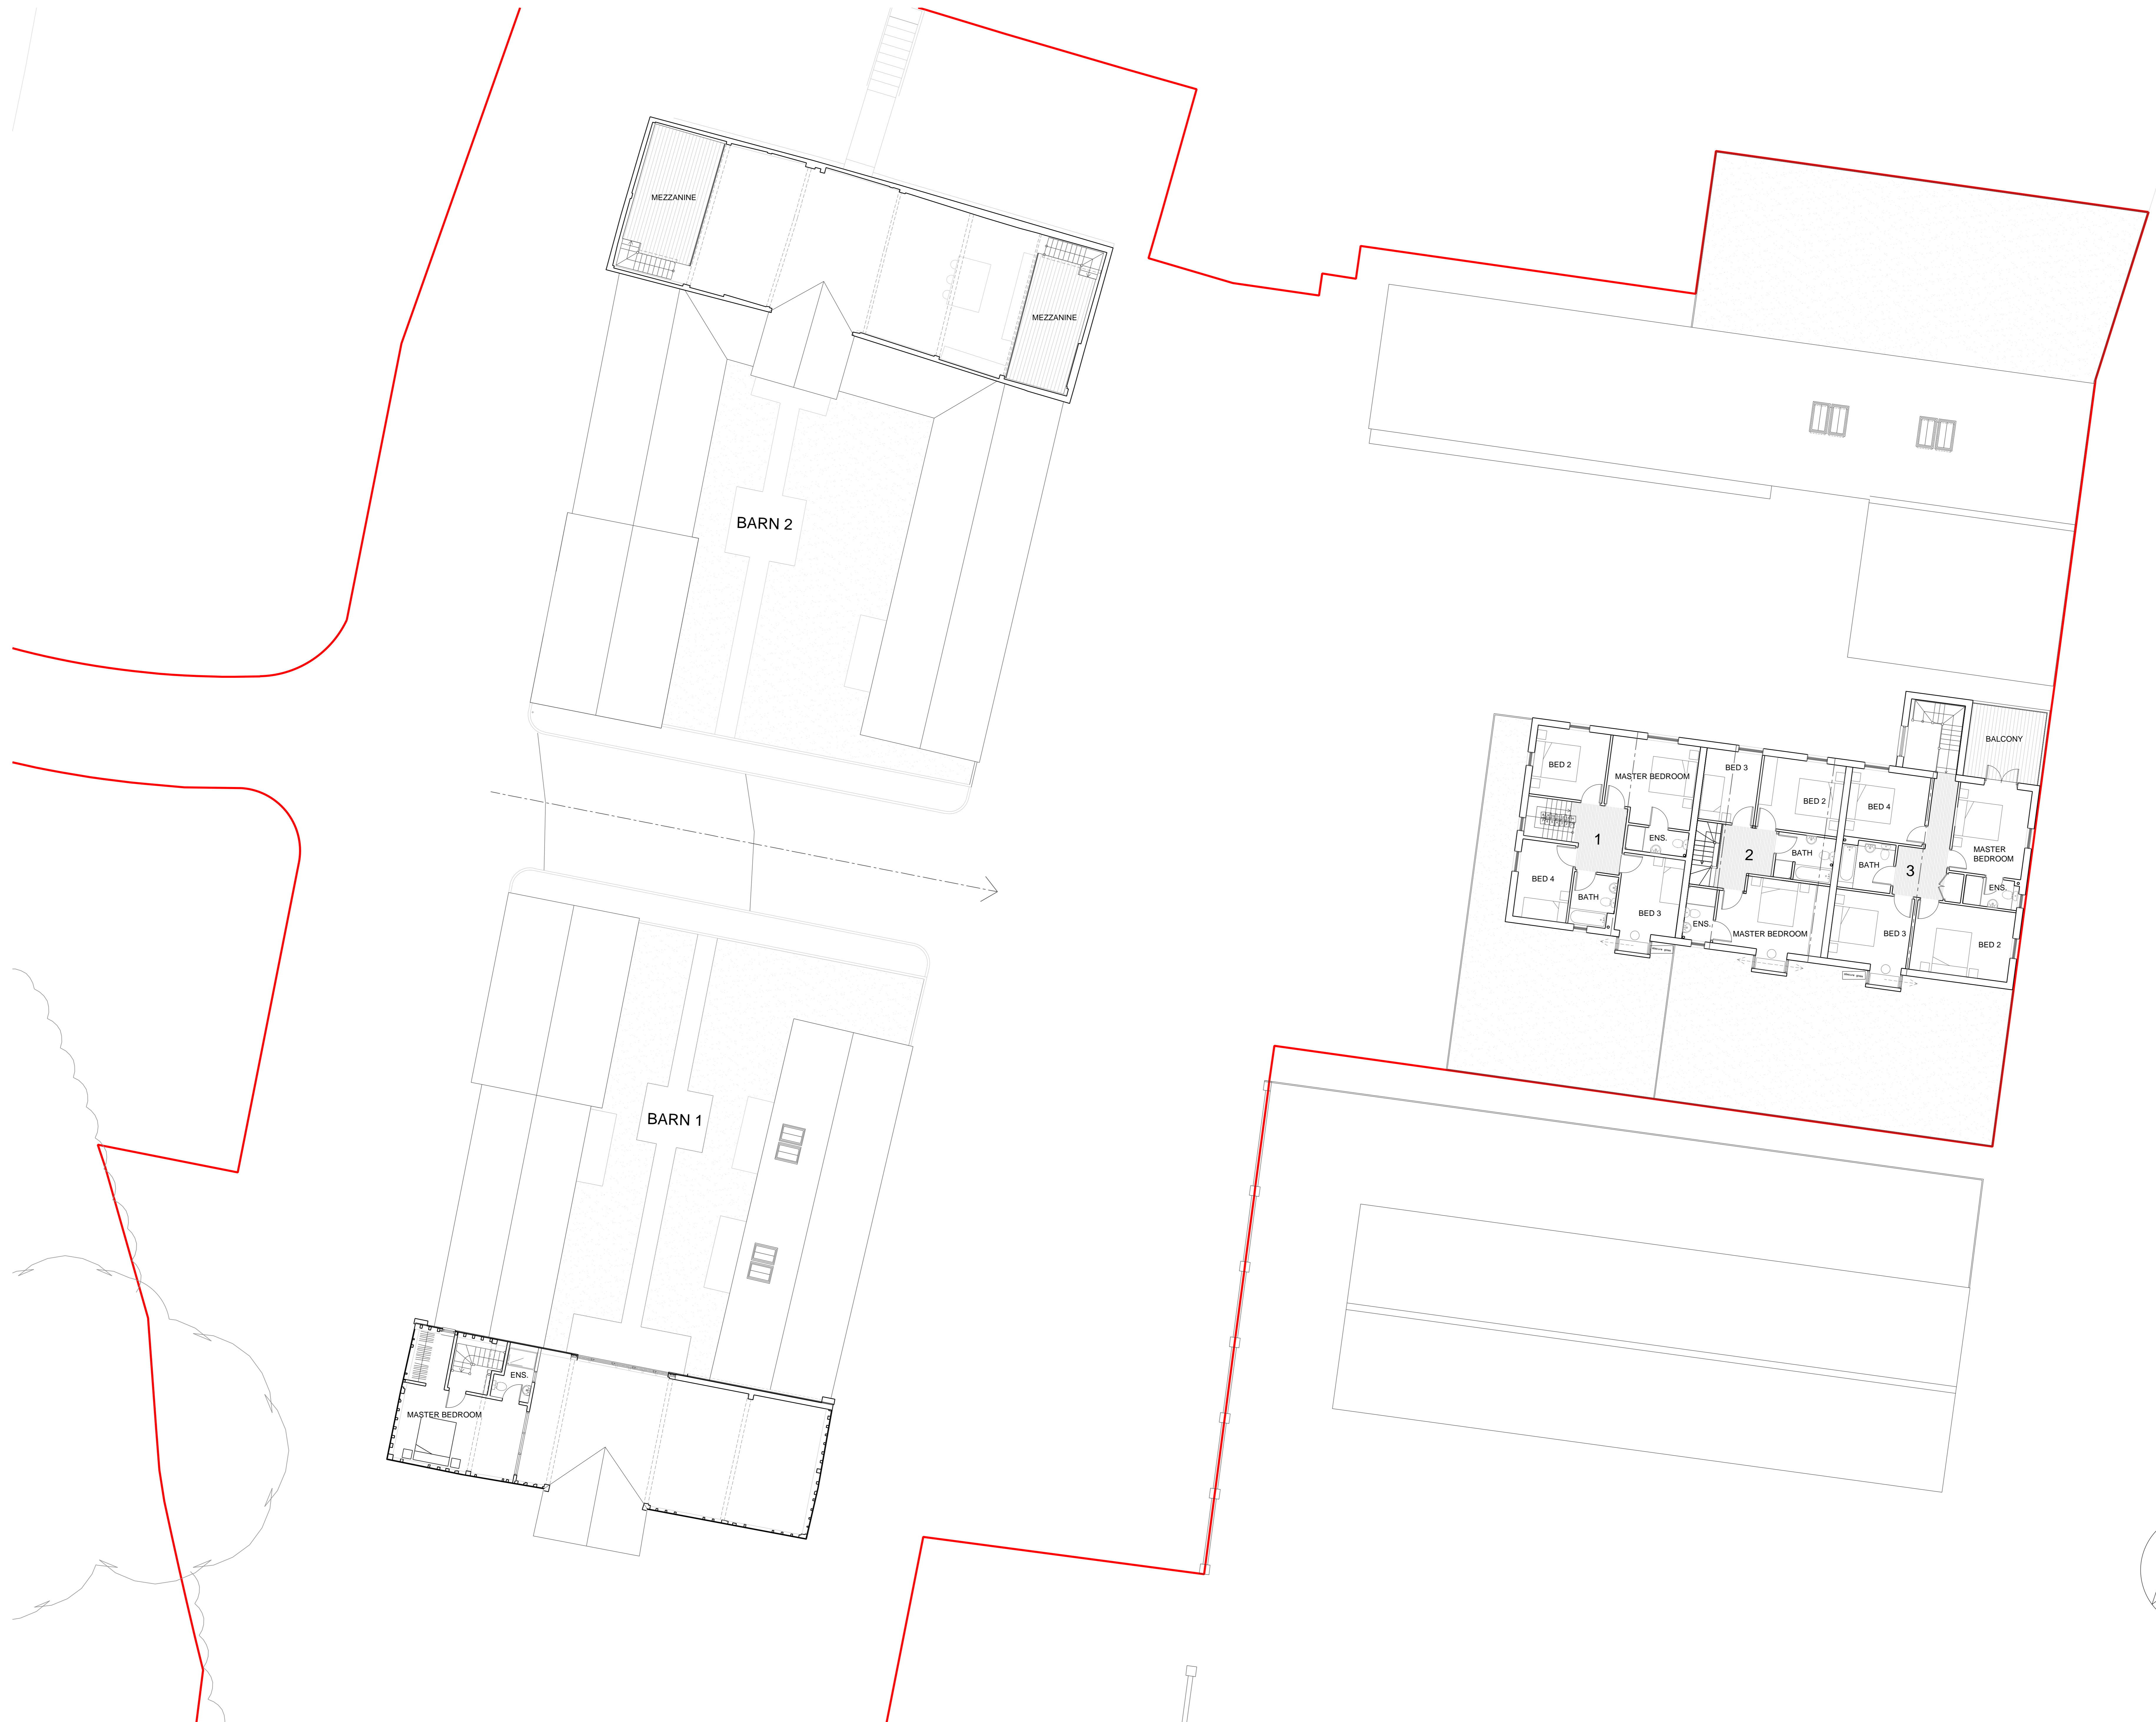 MEZZANINE
MEZZANINE
BARN 2
BALCONY
BED 2
MASTER BEDROOM
BED 3
BED 2
BED 4
MASTER
BEDROOM
1
ENS.
2
BATH
BATH
3
ENS.
BED 4
BATH
BED 3
ENS.
MASTER BEDROOM
BED 3
BED 2
BARN 1
ENS.
MASTER BEDROOM